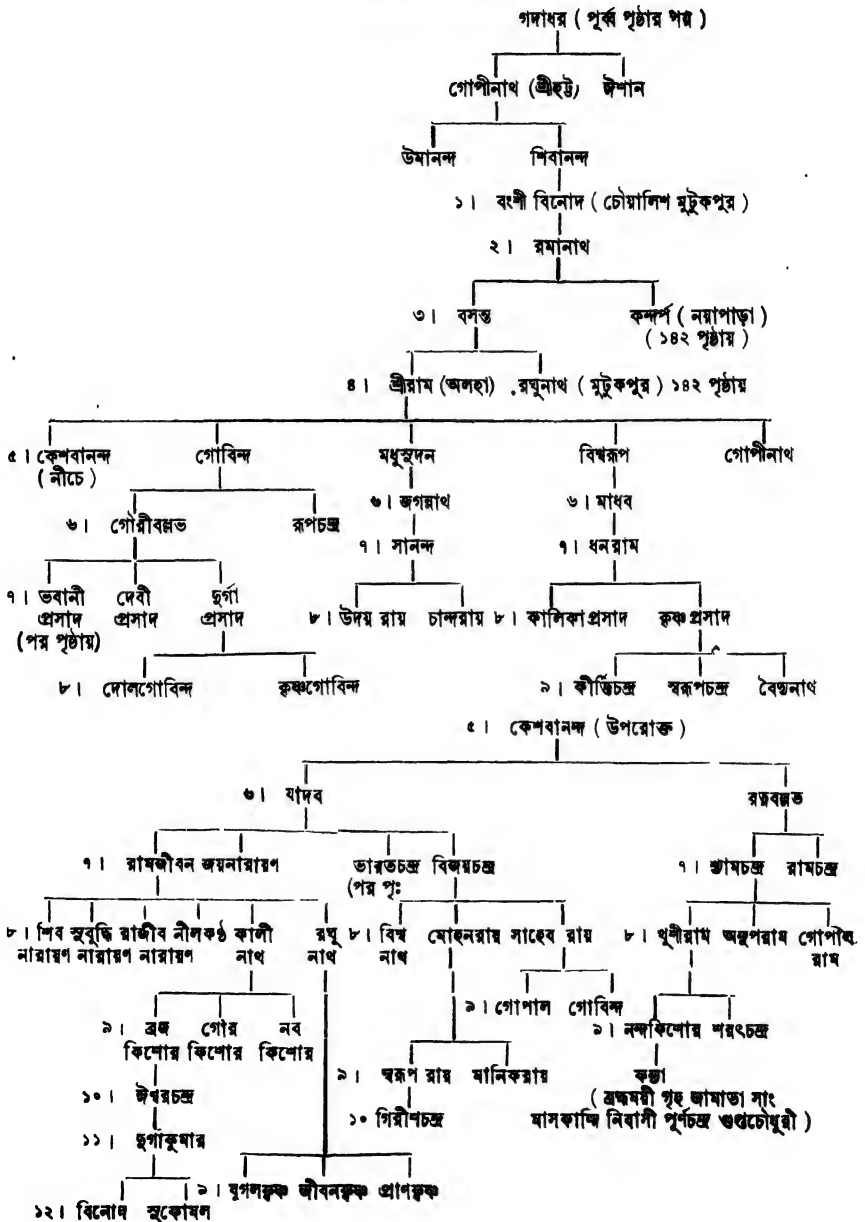 গদাধর ( পূর্ব্ব পৃষ্ঠার পর )
গোপীনাথ (শ্রীহট্ট) ঈশান
উমানন্দ শিবানন্দ
১। বংশী বিনোদ ( চৌয়ালিশ মুটুকপুর )
২। রমানাথ
৩। বসন্ত কন্দর্প ( নয়াপাড়া )
( ১৪২ পৃষ্ঠায় )
৪। শ্রীরাম (অলহা) রঘুনাথ ( মুটুকপুর ) ১৪২ পৃষ্ঠায়
৫। কেশবানন্দ গোবিন্দ মধুসূদন বিশ্বরূপ গোপীনাথ
( নীচে )
৬। জগন্নাথ ৬। মাধব
৬। গৌরীবল্লভ রূপচন্দ্র
৭। সানন্দ ৭। ধনরাম
৭। ভবানী দেবী দুর্গা
প্রসাদ প্রসাদ প্রসাদ
(পর পৃষ্ঠায়)
৮। উদয় রায় চান্দরায় ৮। কালিকাপ্রসাদ কৃষ্ণপ্রসাদ
৮। দোলগোবিন্দ কৃষ্ণগোবিন্দ ৯। কীর্ত্তিচন্দ্র স্বরূপচন্দ্র বৈদ্যনাথ
৫। কেশবানন্দ ( উপরোক্ত )
৬। যাদব রত্নবল্লভ
৭। রামজীবন জয়নারায়ণ ভারতচন্দ্র বিজয়চন্দ্র ৭। শ্যামচন্দ্র রামচন্দ্র
(পর পৃঃ
৮। শিব সুবুদ্ধি রাজীব নীলকণ্ঠ কালী রঘু ৮। বিশ্ব মোহনরায় সাহেব রায় ৮। খুশীরাম অনুপরাম গোপাল
নারায়ণ নারায়ণ নারায়ণ নাথ নাথ নাথ রাম
৯। গোপাল গোবিন্দ
৯। ব্রজ গৌর নব ৯। নন্দকিশোর শরৎচন্দ্র
কিশোর কিশোর কিশোর
৯। স্বরূপ রায় মানিকরায় কন্যা
( ব্রহ্মময়ী গৃহ জামাতা সাং
১০। ঈশ্বরচন্দ্র ১০ গিরীশচন্দ্র মাসকান্দি নিবাসী পূর্ণচন্দ্র গুপ্তচৌধুরী )
১১। দুর্গাকুমার
৯। যুগলকৃষ্ণ জীবনকৃষ্ণ প্রাণকৃষ্ণ
১২। বিনোদ সুকোমল